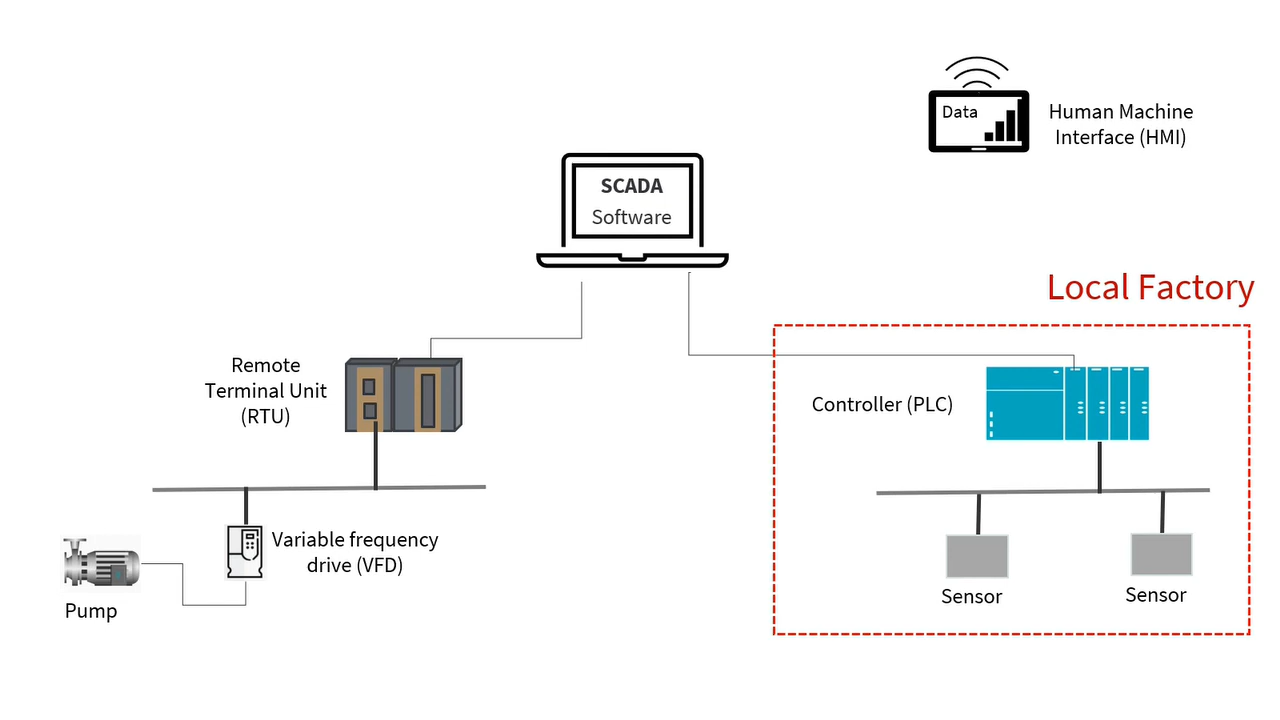 Data
Human Machine
Interface (HMI)
SCADA
Software
Local Factory
Remote
Terminal Unit
(RTU)
Controller (PLC)
Variable frequency
drive (VFD)
Pump
Sensor
Sensor